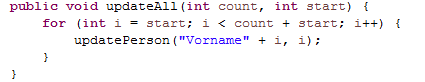 public void updateAll(int count, int start) {
    for (int i = start; i < count + start; i++) {
        updatePerson("Vorname" + i, i);
    }
}